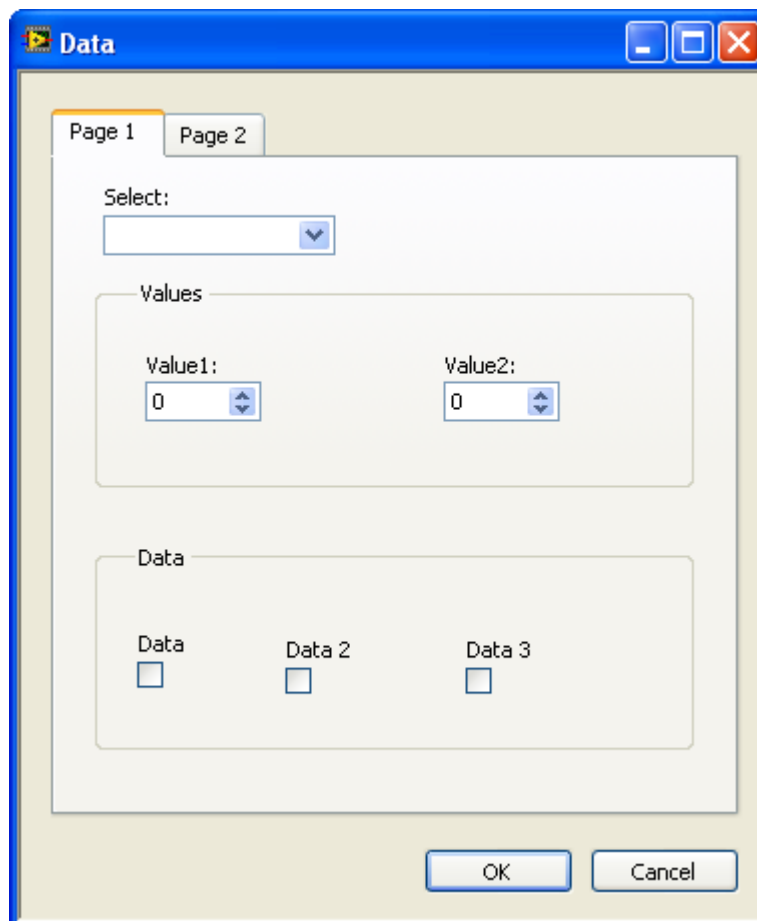 Data
Page 1 Page 2
Select:
Values
Value1: Value2:
0 0
Data
Data Data 2 Data 3
OK Cancel